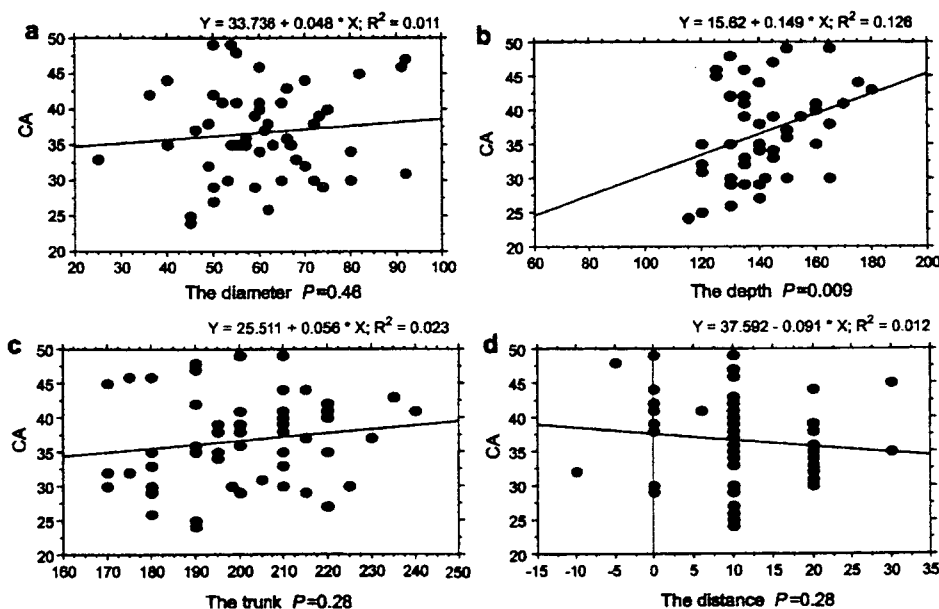 Y = 33.736 + 0.048 * X; R² = 0.011
a
50
45
40
35
30
25
20
CA
20 30 40 50 60 70 80 90 100
The diameter P=0.46
Y = 15.62 + 0.149 * X; R² = 0.126
b
50
45
40
35
30
25
20
CA
60 80 100 120 140 160 180 200
The depth P=0.009
Y = 25.511 + 0.056 * X; R² = 0.023
c
50
45
40
35
30
25
20
CA
160 170 180 190 200 210 220 230 240 250
The trunk P=0.28
Y = 37.592 - 0.091 * X; R² = 0.012
d
50
45
40
35
30
25
20
CA
-15 -10 -5 0 5 10 15 20 25 30 35
The distance P=0.28